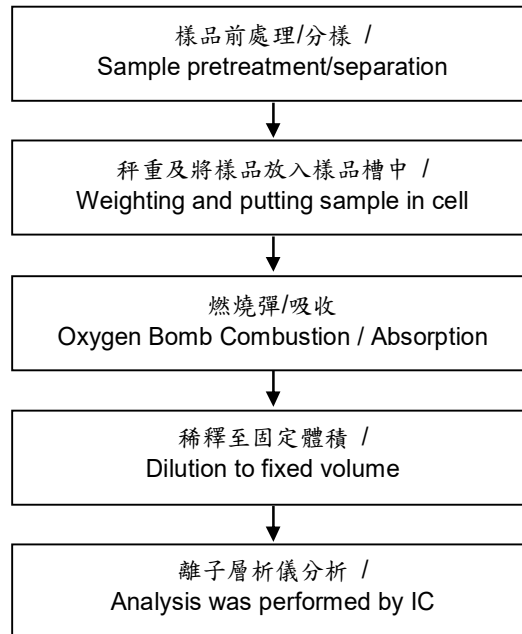 樣品前處理/分樣 /
Sample pretreatment/separation
秤重及將樣品放入樣品槽中 /
Weighting and putting sample in cell
燃燒彈/吸收
Oxygen Bomb Combustion / Absorption
稀釋至固定體積 /
Dilution to fixed volume
離子層析儀分析 /
Analysis was performed by IC